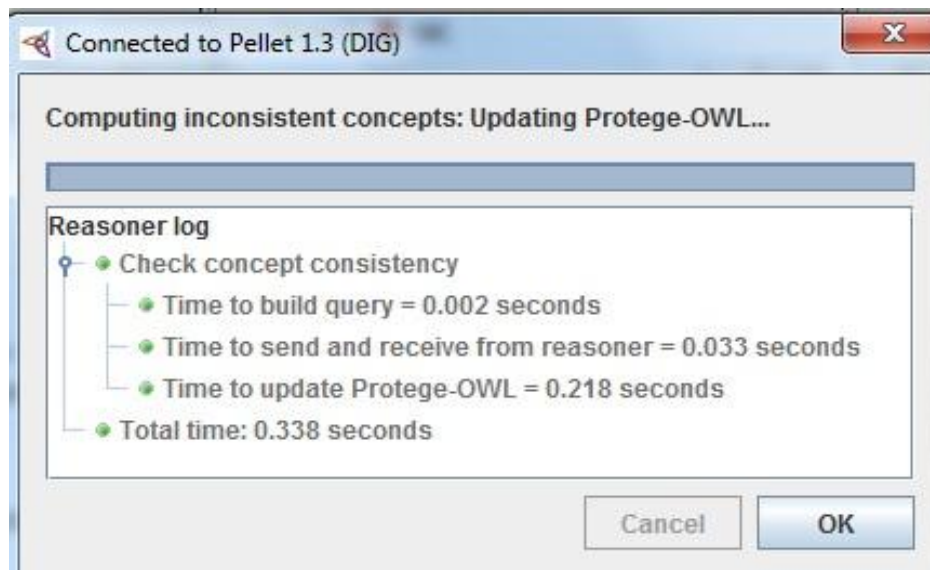 Connected to Pellet 1.3 (DIG)
Computing inconsistent concepts: Updating Protege-OWL...
Reasoner log
Check concept consistency
Time to build query = 0.002 seconds
Time to send and receive from reasoner = 0.033 seconds
Time to update Protege-OWL = 0.218 seconds
Total time: 0.338 seconds
Cancel OK